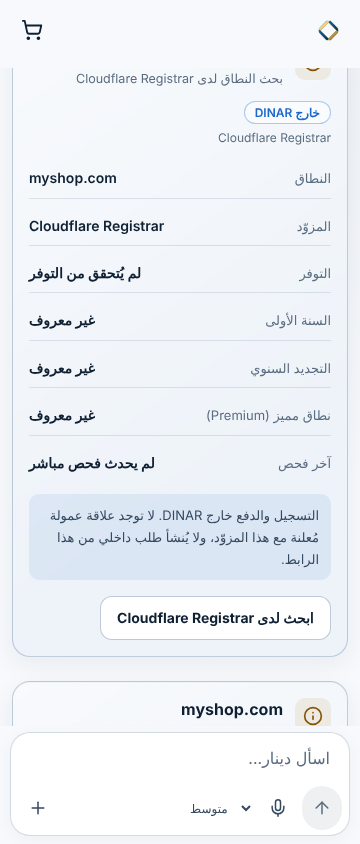 بحث النطاق لدى Cloudflare Registrar
خارج DINAR
Cloudflare Registrar
النطاق myshop.com
المزوّد Cloudflare Registrar
التوفر لم يُتحقق من التوفر
السنة الأولى غير معروف
التجديد السنوي غير معروف
نطاق مميز (Premium) غير معروف
آخر فحص لم يحدث فحص مباشر
التسجيل والدفع خارج DINAR. لا توجد علاقة عمولة
مُعلنة مع هذا المزوّد، ولا يُنشأ طلب داخلي من هذا
الرابط.
ابحث لدى Cloudflare Registrar
myshop.com
اسأل دينار...
متوسط